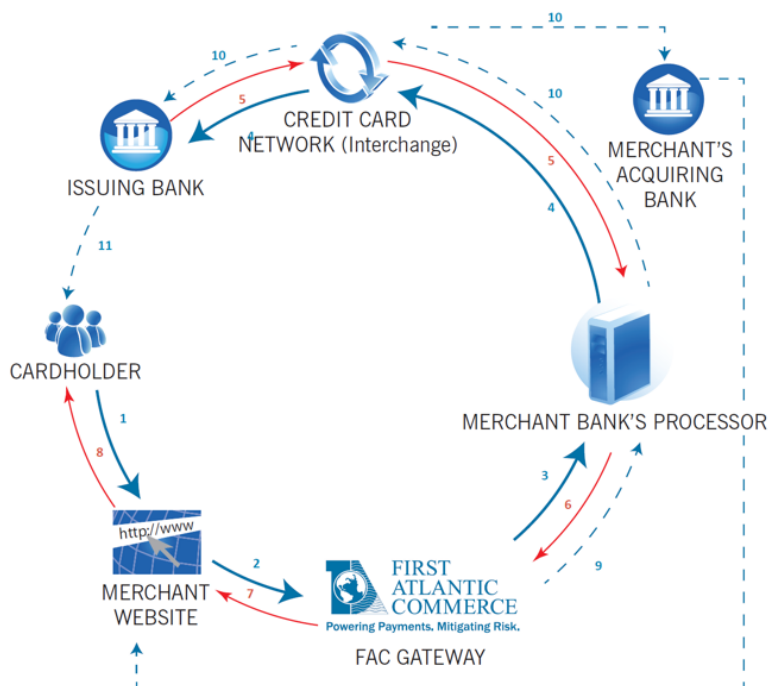 10
10
10
5
4
CREDIT CARD
NETWORK (Interchange)
ISSUING BANK
MERCHANT'S
ACQUIRING
BANK
5
4
11
CARDHOLDER
1
8
MERCHANT BANK'S PROCESSOR
3
6
9
http://www
MERCHANT
WEBSITE
2
7
FIRST
ATLANTIC
COMMERCE
Powering Payments. Mitigating Risk.
FAC GATEWAY